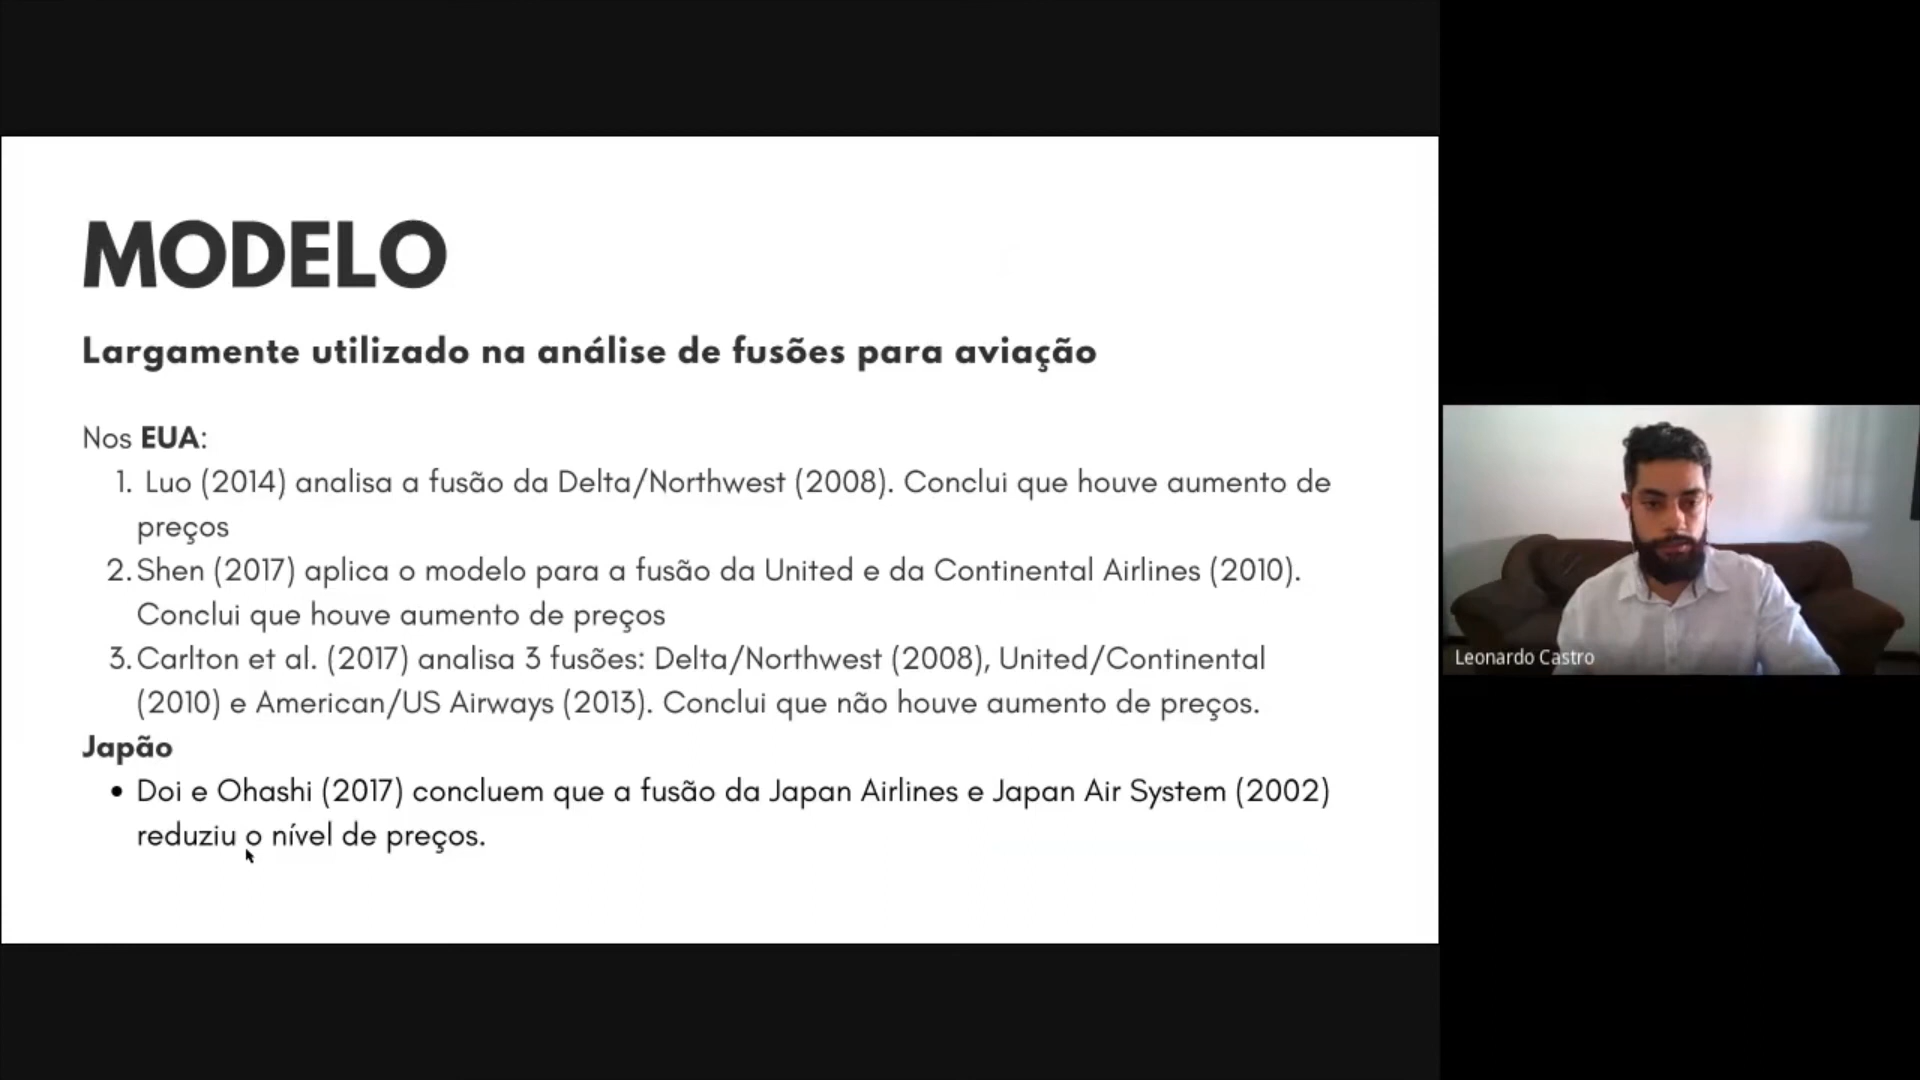 MODELO
Largamente utilizado na análise de fusões para aviação
Nos EUA:
1. Luo (2014) analisa a fusão da Delta/Northwest (2008). Conclui que houve aumento de
preços
2. Shen (2017) aplica o modelo para a fusão da United e da Continental Airlines (2010).
Conclui que houve aumento de preços
3. Carlton et al. (2017) analisa 3 fusões: Delta/Northwest (2008), United/Continental
(2010) e American/US Airways (2013). Conclui que não houve aumento de preços.
Japão
• Doi e Ohashi (2017) concluem que a fusão da Japan Airlines e Japan Air System (2002)
reduziu o nível de preços.
Leonardo Castro